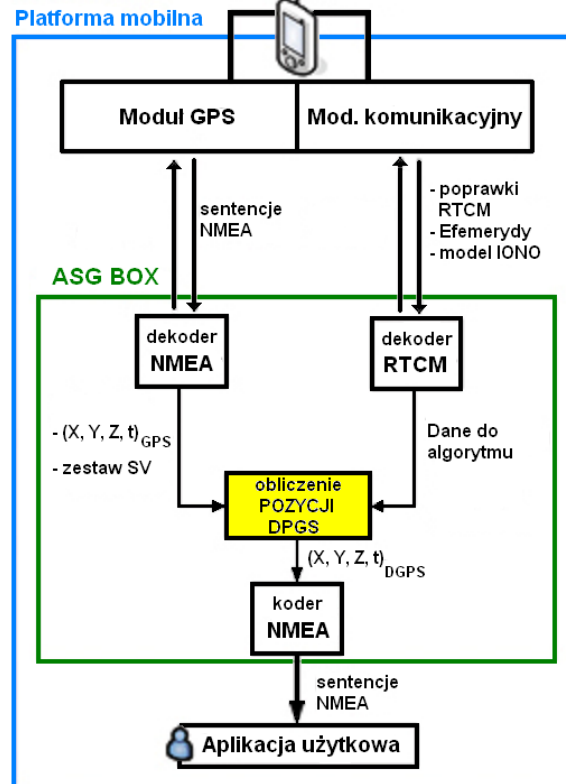 Platforma mobilna
Moduł GPS
Mod. komunikacyjny
sentencje
NMEA
- poprawki
RTCM
- Efemerydy
- model IONO
ASG BOX
dekoder
NMEA
dekoder
RTCM
- (X, Y, Z, t)GPS
- zestaw SV
Dane do
algorytmu
obliczenie
POZYCJI
DPGS
(X, Y, Z, t)DGPS
koder
NMEA
sentencje
NMEA
Aplikacja użytkowa